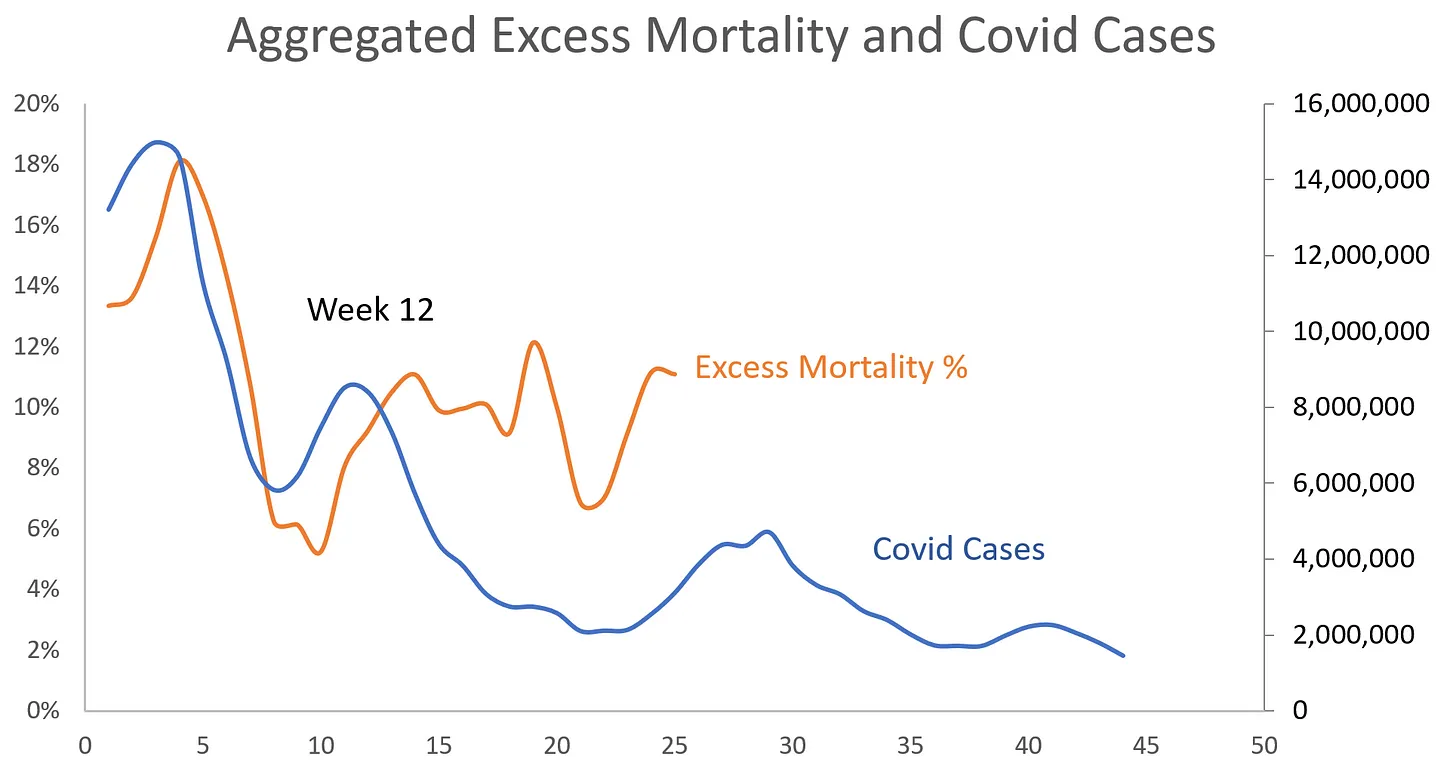 Aggregated Excess Mortality and Covid Cases
20% 16,000,000
18% 14,000,000
16% 12,000,000
14%
Week 12
12% 10,000,000
Excess Mortality %
10% 8,000,000
8% 6,000,000
6%
Covid Cases
4% 4,000,000
2% 2,000,000
0% 0
0 5 10 15 20 25 30 35 40 45 50